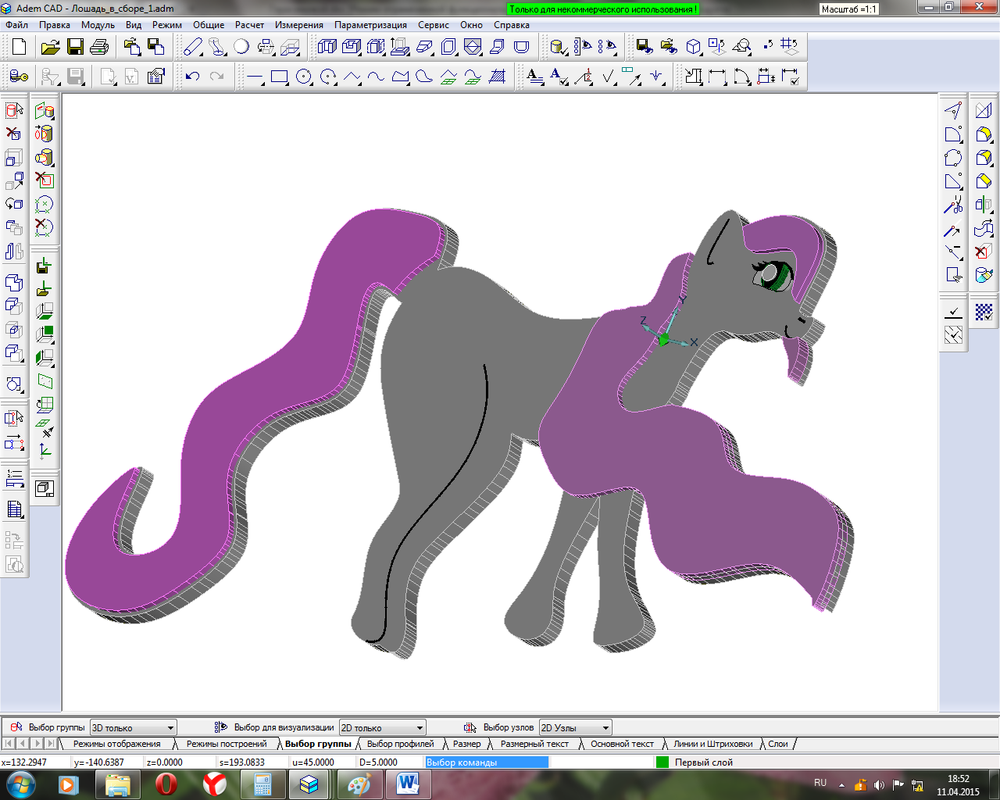 Adem CAD - Лошадь_в_сборе_1.adm
Только для некоммерческого использования !
Масштаб =1:1
Файл Правка Модуль Вид Режим Общие Расчет Измерения Параметризация Сервис Окно Справка
Y
Z
X
Выбор группы 3D только Выбор для визуализации 2D только Выбор узлов 2D Узлы
Режимы отображения Режимы построений Выбор группы Выбор профилей Размер Размерный текст Основной текст Линии и Штриховки Слои
x=132.2947 y=-140.6387 z=0.0000 s=193.0833 u=45.0000 D=5.0000 Выбор команды Первый слой
RU
18:52
11.04.2015